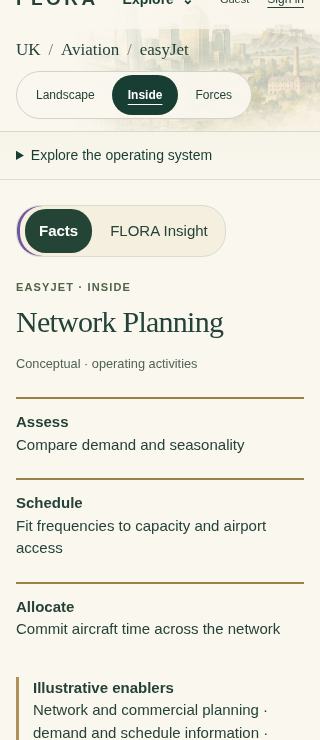 FLORA Explore Guest Sign in
UK / Aviation / easyJet
Landscape Inside Forces
Explore the operating system
Facts FLORA Insight
EASYJET · INSIDE
Network Planning
Conceptual · operating activities
Assess
Compare demand and seasonality
Schedule
Fit frequencies to capacity and airport
access
Allocate
Commit aircraft time across the network
Illustrative enablers
Network and commercial planning ·
demand and schedule information ·